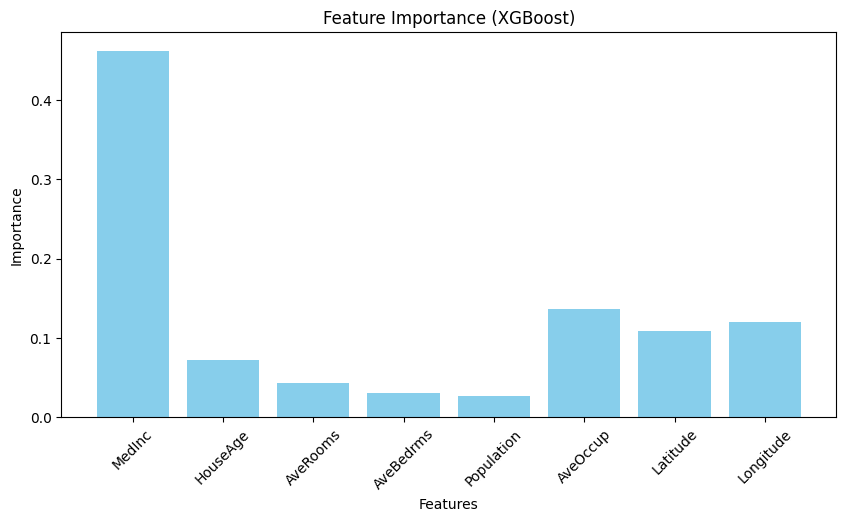 Feature Importance (XGBoost)
Importance
0.4
0.3
0.2
0.1
0.0
MedInc
HouseAge
AveRooms
AveBedrms
Population
AveOccup
Latitude
Longitude
Features